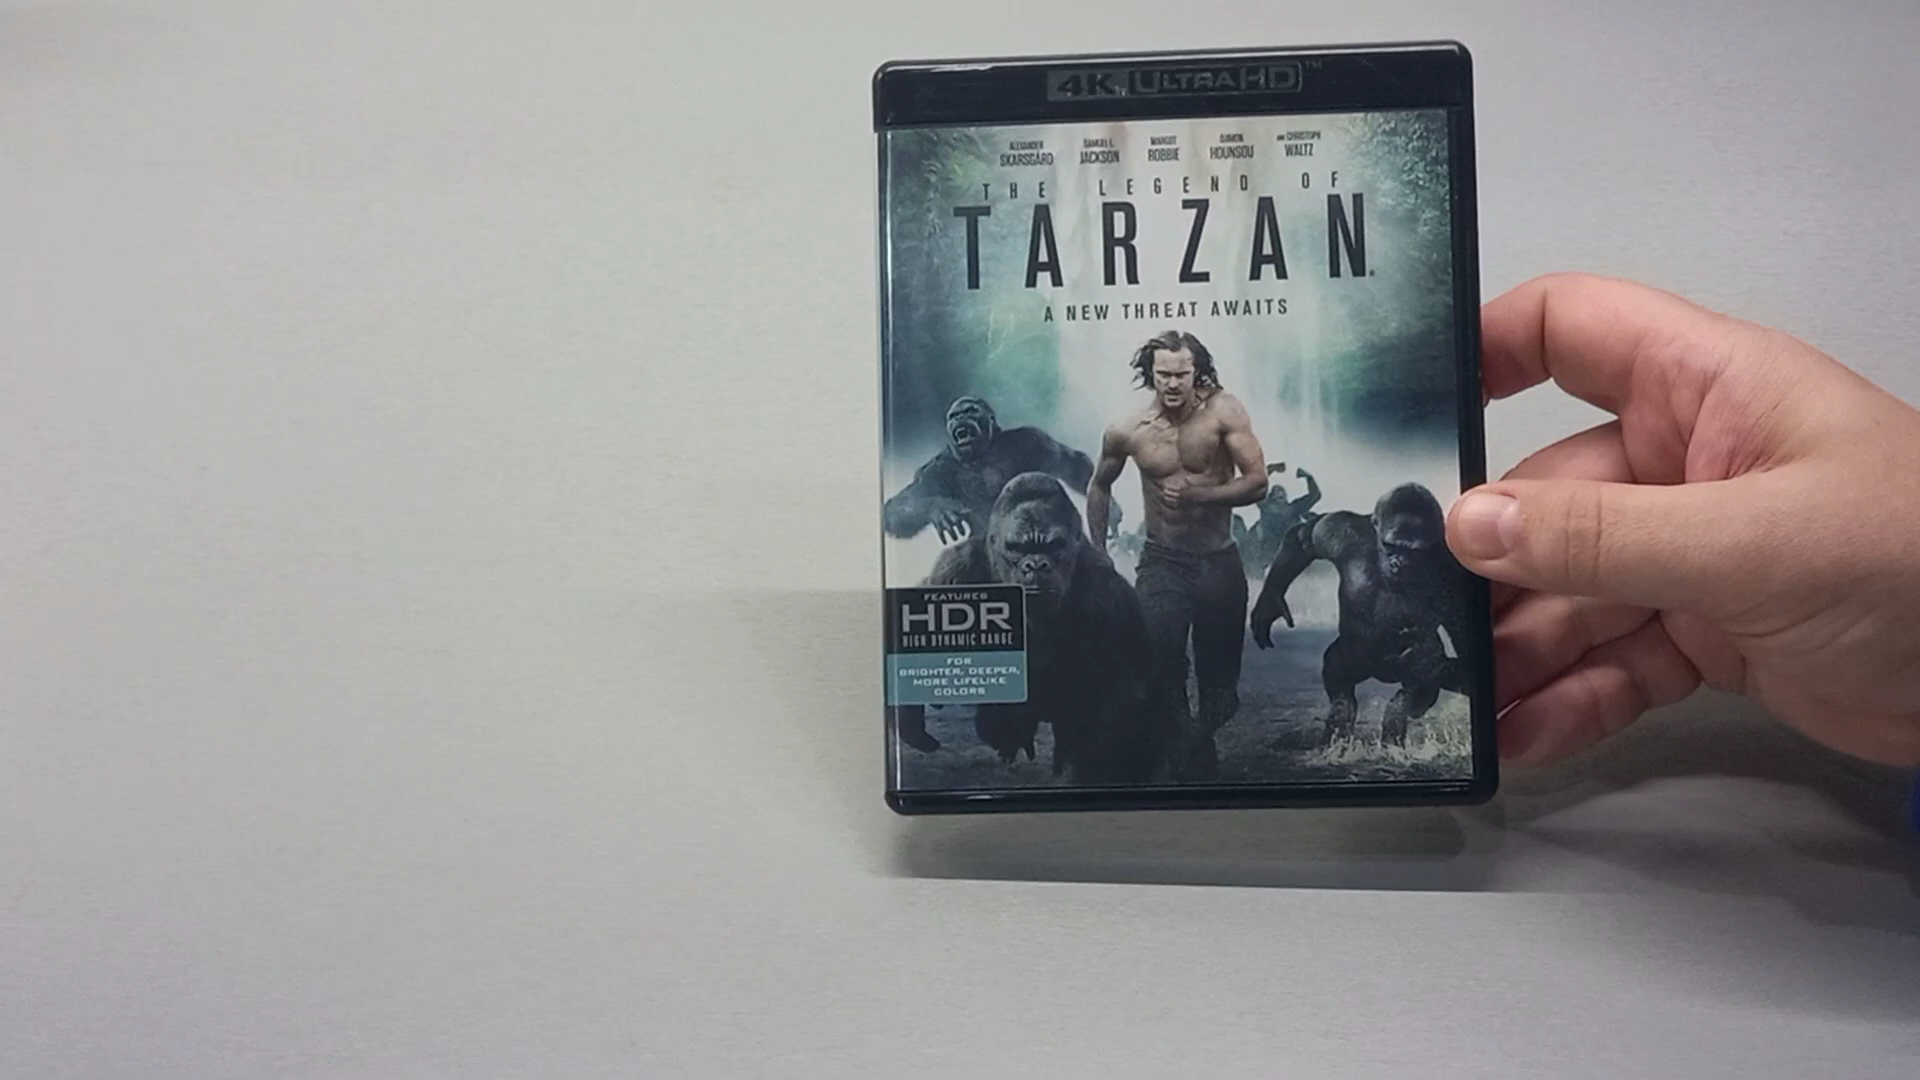 4K ULTRA HD™
ALEXANDER SKARSGÅRD SAMUEL L. JACKSON MARGOT ROBBIE DJIMON HOUNSOU AND CHRISTOPH WALTZ
THE LEGEND OF
TARZAN
A NEW THREAT AWAITS
FEATURES
HDR
HIGH DYNAMIC RANGE
FOR
BRIGHTER, DEEPER,
MORE LIFELIKE
COLORS